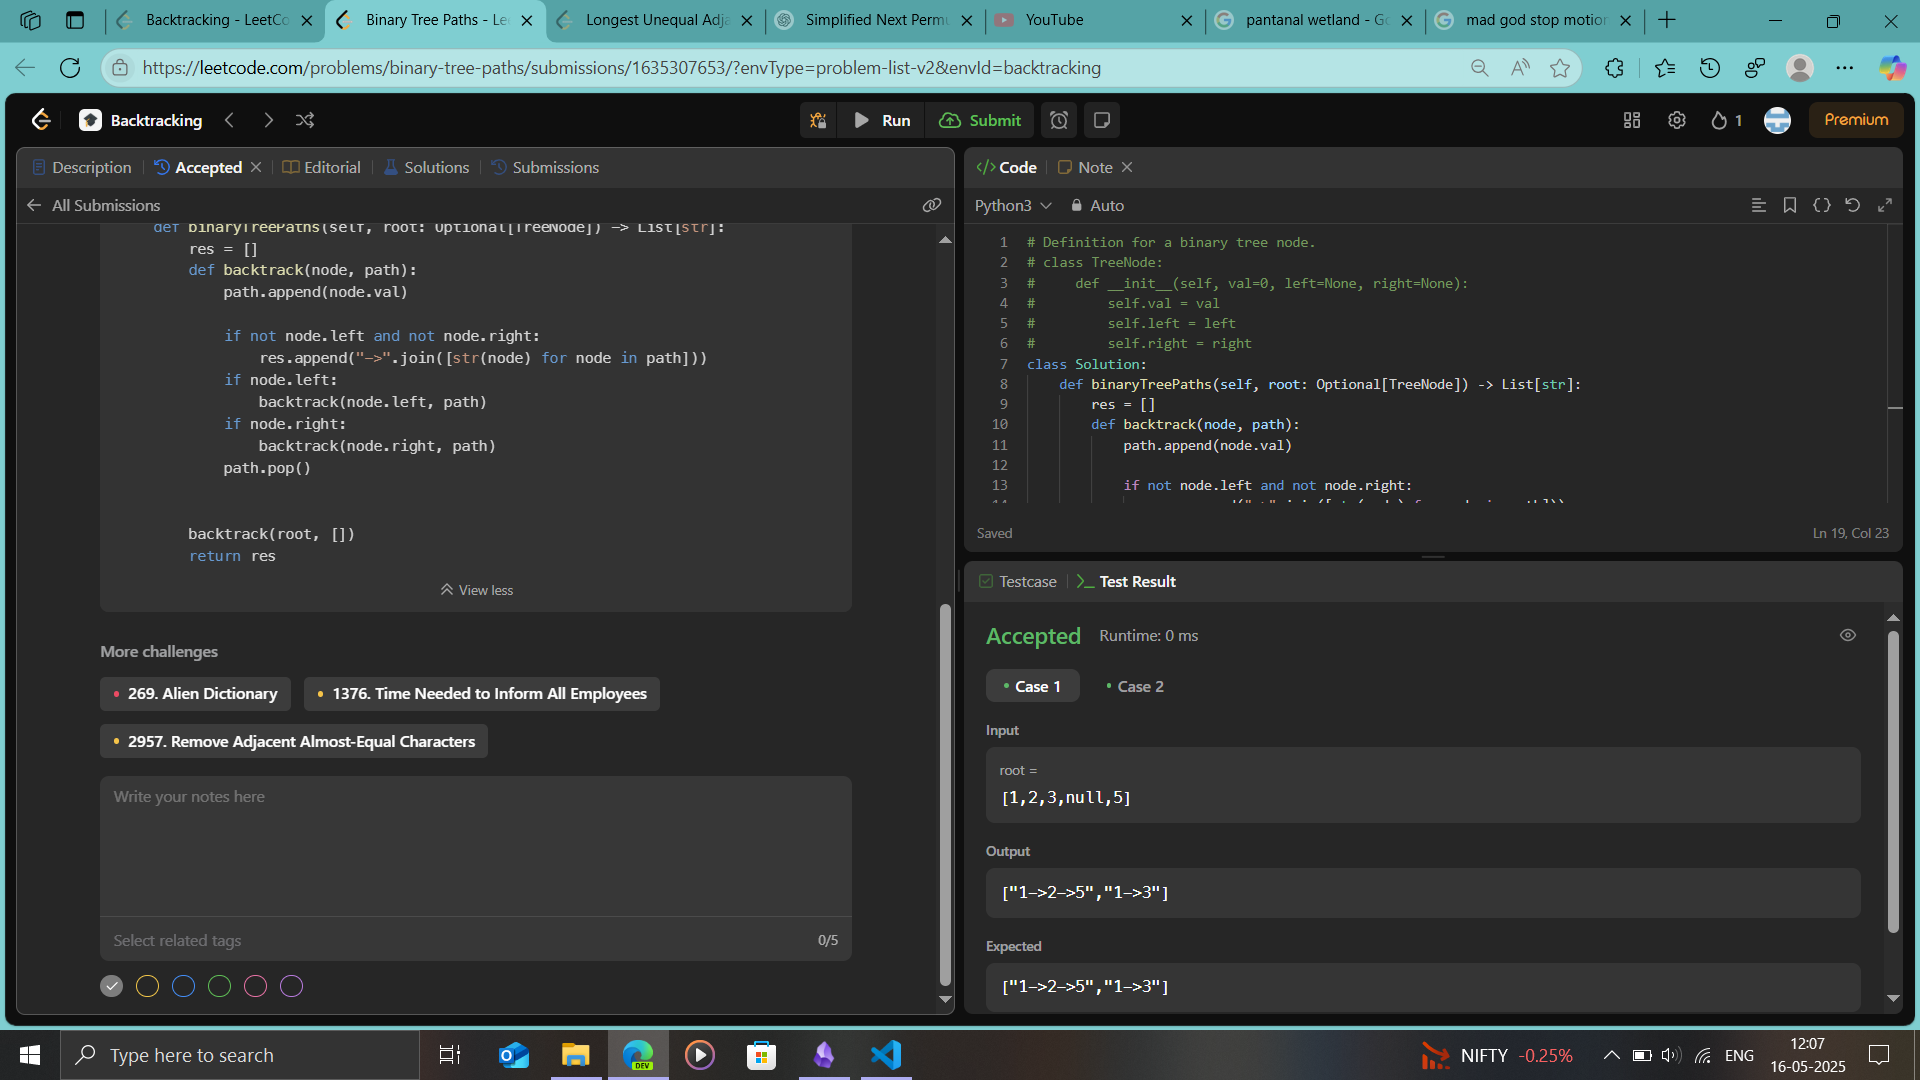 Backtracking - LeetCo
Binary Tree Paths - Lee
Longest Unequal Adja
Simplified Next Permu
YouTube
pantanal wetland - Go
mad god stop motion
https://leetcode.com/problems/binary-tree-paths/submissions/1635307653/?envType=problem-list-v2&envId=backtracking
Backtracking
Run
Submit
1
Premium
Description
Accepted
Editorial
Solutions
Submissions
All Submissions
def binaryTreePaths(self, root: Optional[TreeNode]) -> List[str]:
res = []
def backtrack(node, path):
path.append(node.val)
if not node.left and not node.right:
res.append("->".join([str(node) for node in path]))
if node.left:
backtrack(node.left, path)
if node.right:
backtrack(node.right, path)
path.pop()
backtrack(root, [])
return res
View less
More challenges
269. Alien Dictionary
1376. Time Needed to Inform All Employees
2957. Remove Adjacent Almost-Equal Characters
Write your notes here
Select related tags
0/5
Code
Note
Python3
Auto
1 # Definition for a binary tree node.
2 # class TreeNode:
3 #     def __init__(self, val=0, left=None, right=None):
4 #         self.val = val
5 #         self.left = left
6 #         self.right = right
7 class Solution:
8     def binaryTreePaths(self, root: Optional[TreeNode]) -> List[str]:
9         res = []
10         def backtrack(node, path):
11             path.append(node.val)
12
13             if not node.left and not node.right:
Saved
Ln 19, Col 23
Testcase
Test Result
Accepted
Runtime: 0 ms
Case 1
Case 2
Input
root =
[1,2,3,null,5]
Output
["1->2->5","1->3"]
Expected
["1->2->5","1->3"]
Type here to search
DEV
NIFTY -0.25%
ENG
12:07
16-05-2025